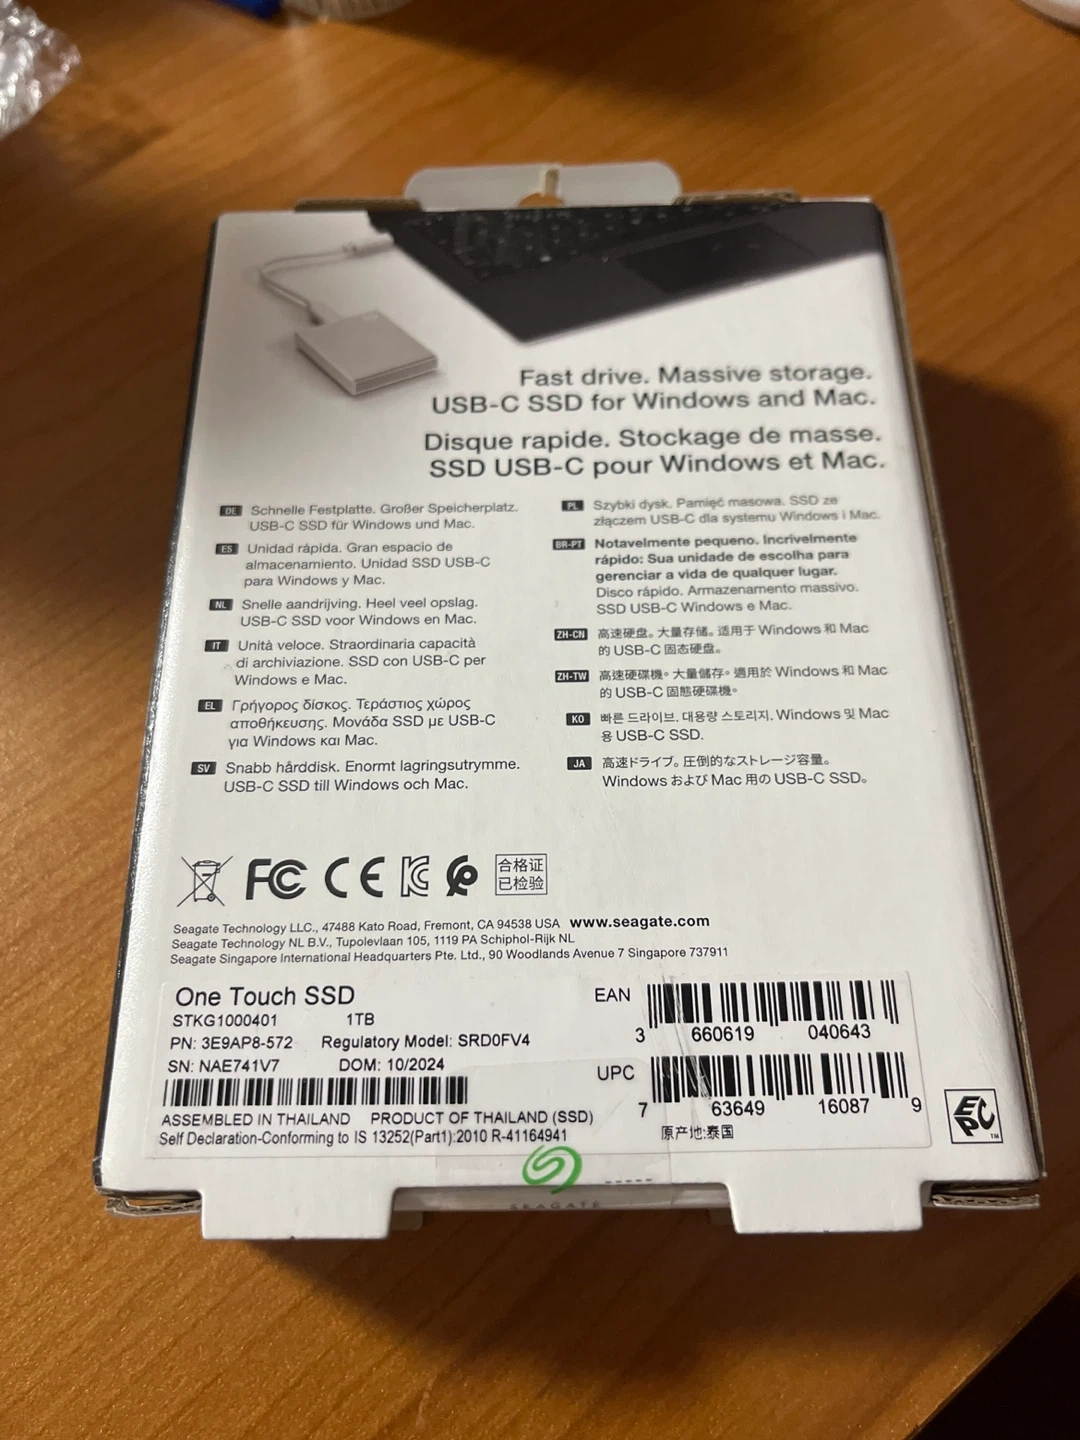 Fast drive. Massive storage.
USB-C SSD for Windows and Mac.
Disque rapide. Stockage de masse.
SSD USB-C pour Windows et Mac.
DE Schnelle Festplatte. Großer Speicherplatz.
USB-C SSD für Windows und Mac.
ES Unidad rápida. Gran espacio de
almacenamiento. Unidad SSD USB-C
para Windows y Mac.
NL Snelle aandrijving. Heel veel opslag.
USB-C SSD voor Windows en Mac.
IT Unità veloce. Straordinaria capacità
di archiviazione. SSD con USB-C per
Windows e Mac.
EL Γρήγορος δίσκος. Τεράστιος χώρος
αποθήκευσης. Μονάδα SSD με USB-C
για Windows και Mac.
SV Snabb hårddisk. Enormt lagringsutrymme.
USB-C SSD till Windows och Mac.
PL Szybki dysk. Pamięć masowa. SSD ze
złączem USB-C dla systemu Windows i Mac.
BR-PT Notavelmente pequeno. Incrivelmente
rápido: Sua unidade de escolha para
gerenciar a vida de qualquer lugar.
Disco rápido. Armazenamento massivo.
SSD USB-C Windows e Mac.
ZH-CN 高速硬盘。大量存储。适用于 Windows 和 Mac
的 USB-C 固态硬盘。
ZH-TW 高速硬碟機。大量儲存。適用於 Windows 和 Mac
的 USB-C 固態硬碟機。
KO 빠른 드라이브. 대용량 스토리지. Windows 및 Mac
용 USB-C SSD.
JA 高速ドライブ。圧倒的なストレージ容量。
Windows および Mac 用の USB-C SSD。
FC CE
合格证
已检验
Seagate Technology LLC., 47488 Kato Road, Fremont, CA 94538 USA www.seagate.com
Seagate Technology NL B.V., Tupolevlaan 105, 1119 PA Schiphol-Rijk NL
Seagate Singapore International Headquarters Pte. Ltd., 90 Woodlands Avenue 7 Singapore 737911
One Touch SSD
STKG1000401 1TB
PN: 3E9AP8-572 Regulatory Model: SRD0FV4
SN: NAE741V7 DOM: 10/2024
ASSEMBLED IN THAILAND PRODUCT OF THAILAND (SSD)
Self Declaration-Conforming to IS 13252(Part1):2010 R-41164941
EAN
3 660619 040643
UPC
7 63649 16087 9
原产地:泰国
EPC TM
SEAGATE